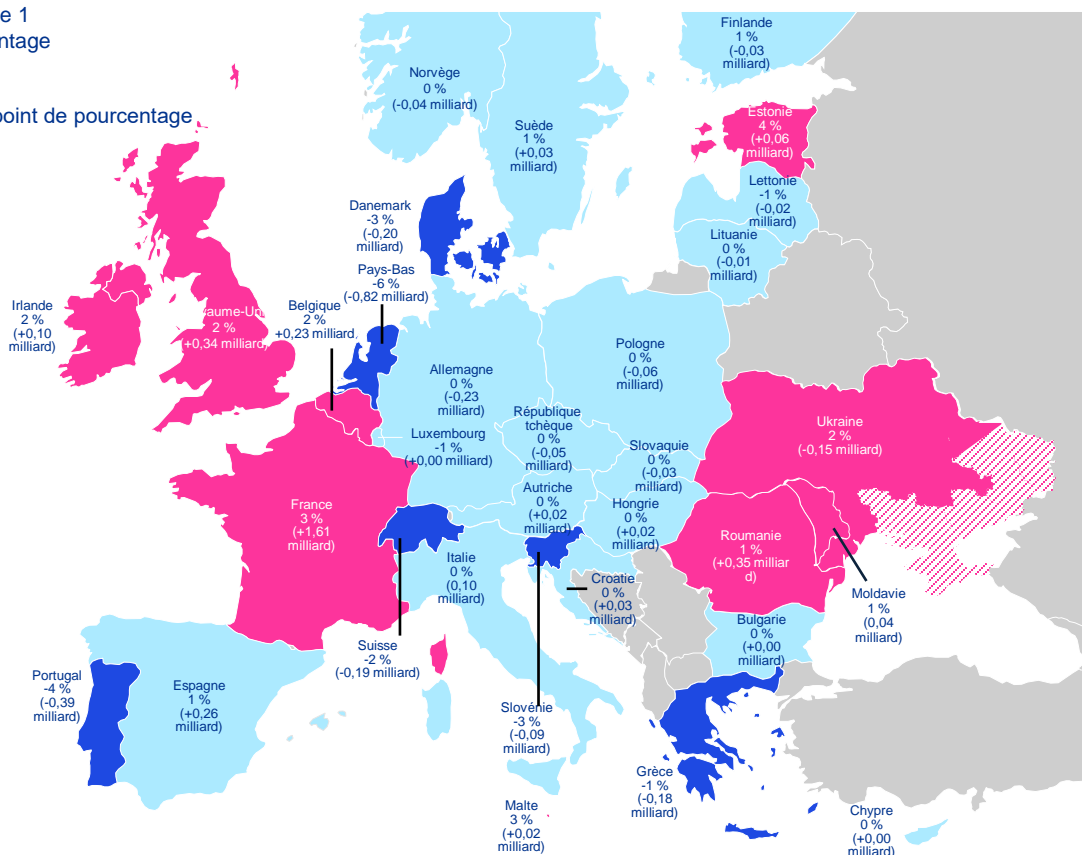 e 1
ntage
point de pourcentage
Finlande
1 %
(-0,03
milliard)
Norvège
0 %
(-0,04 milliard)
Suède
1 %
(+0,03
milliard)
Estonie
4 %
(+0,06
milliard)
Lettonie
-1 %
(-0,02
milliard)
Lituanie
0 %
(-0,01
milliard)
Danemark
-3 %
(-0,20
milliard)
Pays-Bas
-6 %
(-0,82 milliard)
Irlande
2 %
(+0,10
milliard)
yaume-Uni
2 %
+0,34 milliard)
Belgique
2 %
+0,23 milliard
Allemagne
0 %
(-0,23
milliard)
Pologne
0 %
(-0,06
milliard)
République
tchèque
0 %
(-0,05
milliard)
Luxembourg
-1 %
(+0,00 milliard)
Slovaquie
0 %
(-0,03
milliard)
Ukraine
2 %
(-0,15 milliard)
France
3 %
(+1,61
milliard)
Autriche
0 %
(+0,02
milliard)
Hongrie
0 %
(+0,02
milliard)
Roumanie
1 %
(+0,35 milliar
d)
Italie
0 %
(0,10
milliard)
Croatie
0 %
(+0,03
milliard)
Moldavie
1 %
(0,04
milliard)
Bulgarie
0 %
(+0,00
milliard)
Suisse
-2 %
(-0,19 milliard)
Portugal
-4 %
(-0,39
milliard)
Espagne
1 %
(+0,26
milliard)
Slovénie
-3 %
(-0,09
milliard)
Grèce
-1 %
(-0,18
milliard)
Malte
3 %
(+0,02
milliard)
Chypre
0 %
(+0,00
milliard)